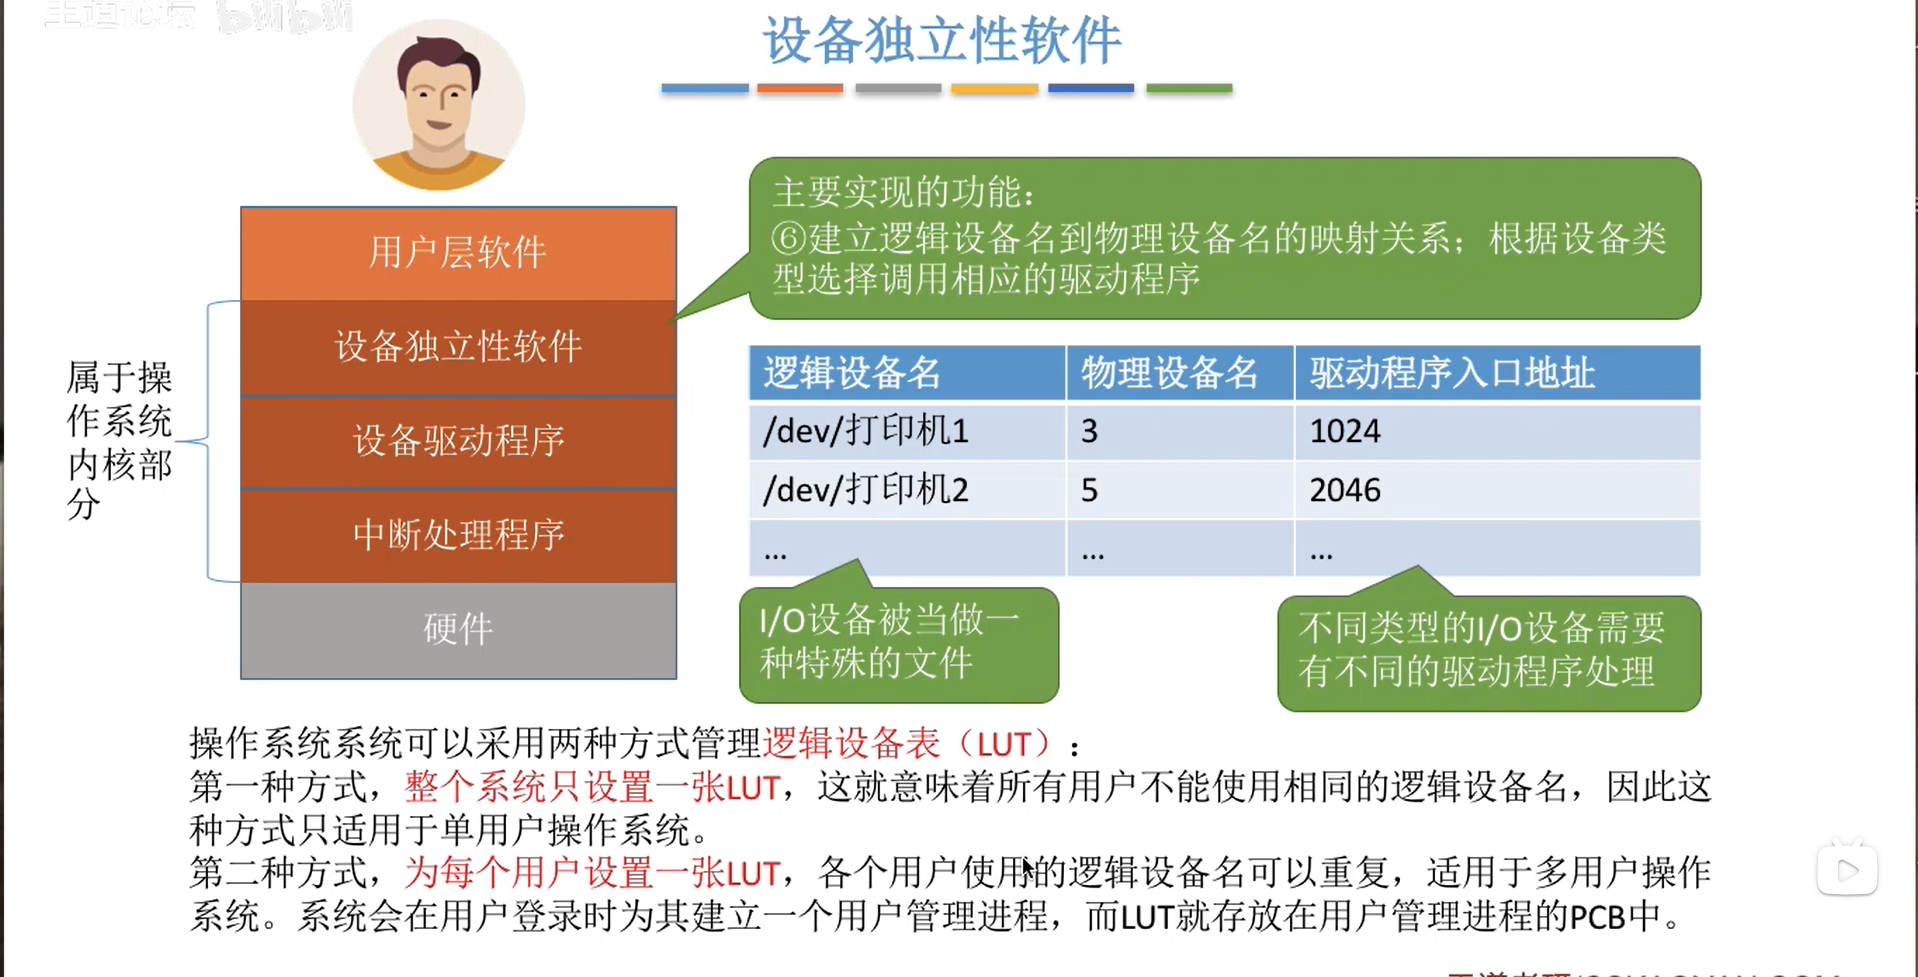 王道论坛 bilibili
设备独立性软件
主要实现的功能：
⑥建立逻辑设备名到物理设备名的映射关系；根据设备类
型选择调用相应的驱动程序
用户层软件
设备独立性软件
设备驱动程序
中断处理程序
硬件
属于操
作系统
内核部
分
逻辑设备名 物理设备名 驱动程序入口地址
/dev/打印机1 3 1024
/dev/打印机2 5 2046
... ... ...
I/O设备被当做一
种特殊的文件
不同类型的I/O设备需要
有不同的驱动程序处理
操作系统系统可以采用两种方式管理逻辑设备表（LUT）：
第一种方式，整个系统只设置一张LUT，这就意味着所有用户不能使用相同的逻辑设备名，因此这
种方式只适用于单用户操作系统。
第二种方式，为每个用户设置一张LUT，各个用户使用的逻辑设备名可以重复，适用于多用户操作
系统。系统会在用户登录时为其建立一个用户管理进程，而LUT就存放在用户管理进程的PCB中。